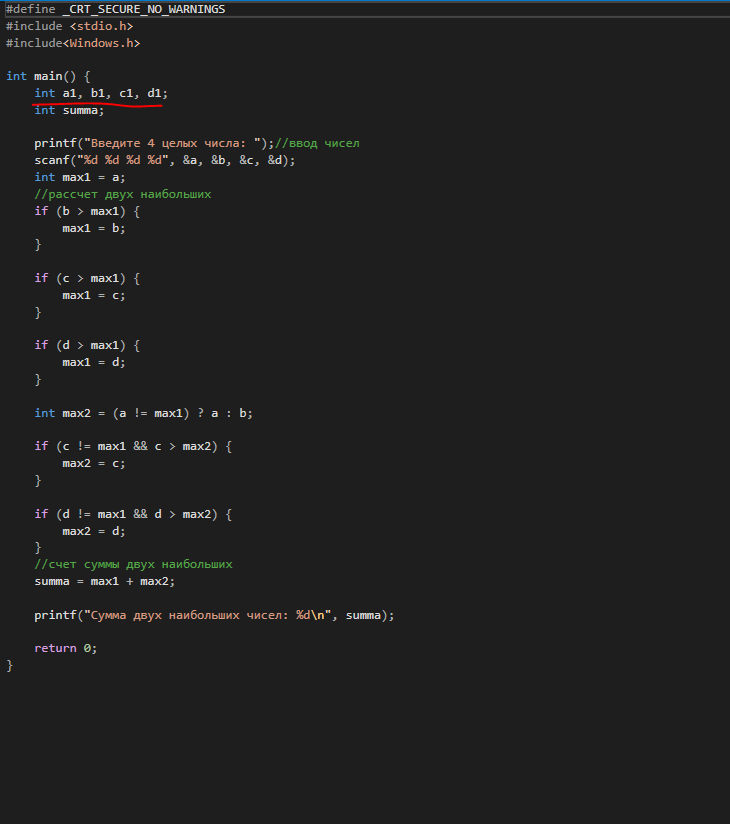 #define _CRT_SECURE_NO_WARNINGS
#include <stdio.h>
#include<Windows.h>
int main() {
int a1, b1, c1, d1;
int summa;
printf("Введите 4 целых числа: ");//ввод чисел
scanf("%d %d %d %d", &a, &b, &c, &d);
int max1 = a;
//рассчет двух наибольших
if (b > max1) {
max1 = b;
}
if (c > max1) {
max1 = c;
}
if (d > max1) {
max1 = d;
}
int max2 = (a != max1) ? a : b;
if (c != max1 && c > max2) {
max2 = c;
}
if (d != max1 && d > max2) {
max2 = d;
}
//счет суммы двух наибольших
summa = max1 + max2;
printf("Сумма двух наибольших чисел: %d\n", summa);
return 0;
}